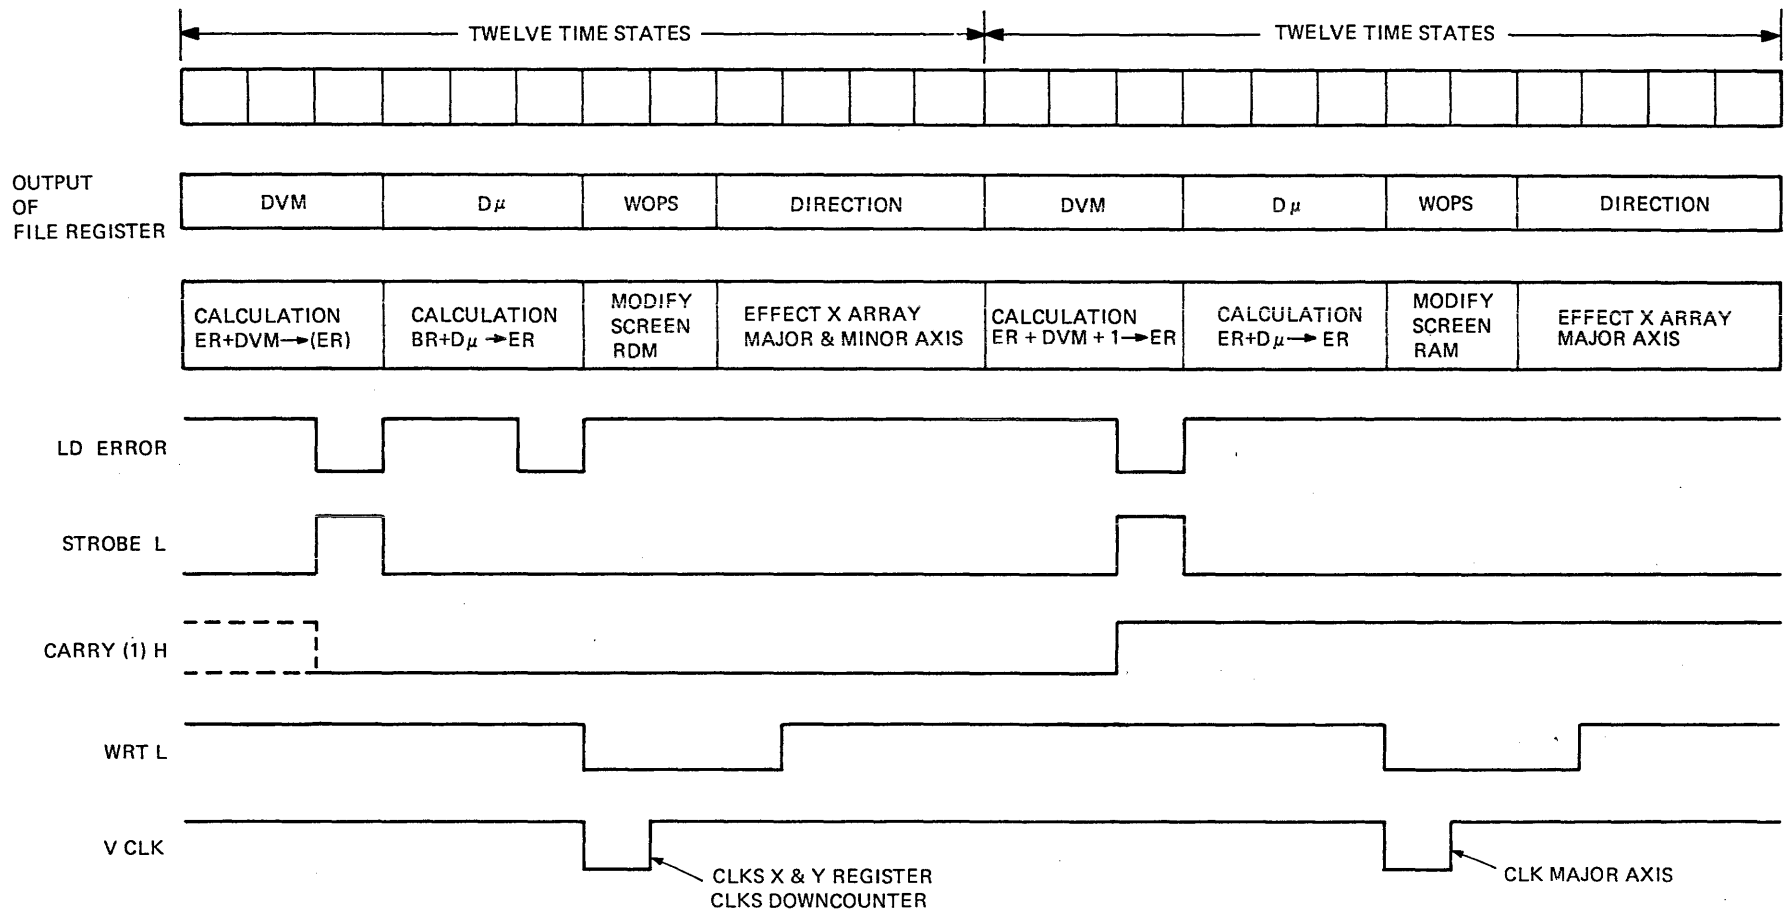 TWELVE TIME STATES TWELVE TIME STATES
OUTPUT
OF
FILE REGISTER
DVM Dμ WOPS DIRECTION DVM Dμ WOPS DIRECTION
CALCULATION
ER+DVM→(ER)
CALCULATION
BR+Dμ→ER
MODIFY
SCREEN
RDM
EFFECT X ARRAY
MAJOR & MINOR AXIS
CALCULATION
ER + DVM + 1→ER
CALCULATION
ER+Dμ→ ER
MODIFY
SCREEN
RAM
EFFECT X ARRAY
MAJOR AXIS
LD ERROR
STROBE L
CARRY (1) H
WRT L
V CLK
CLKS X & Y REGISTER
CLKS DOWNCOUNTER
CLK MAJOR AXIS